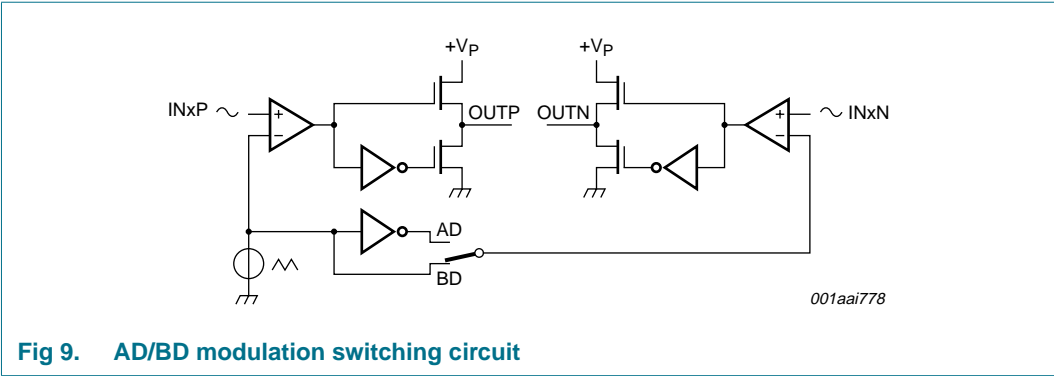 +VP
+VP
INxP
+
−
OUTP
OUTN
+
−
INxN
AD
BD
001aai778
Fig 9. AD/BD modulation switching circuit